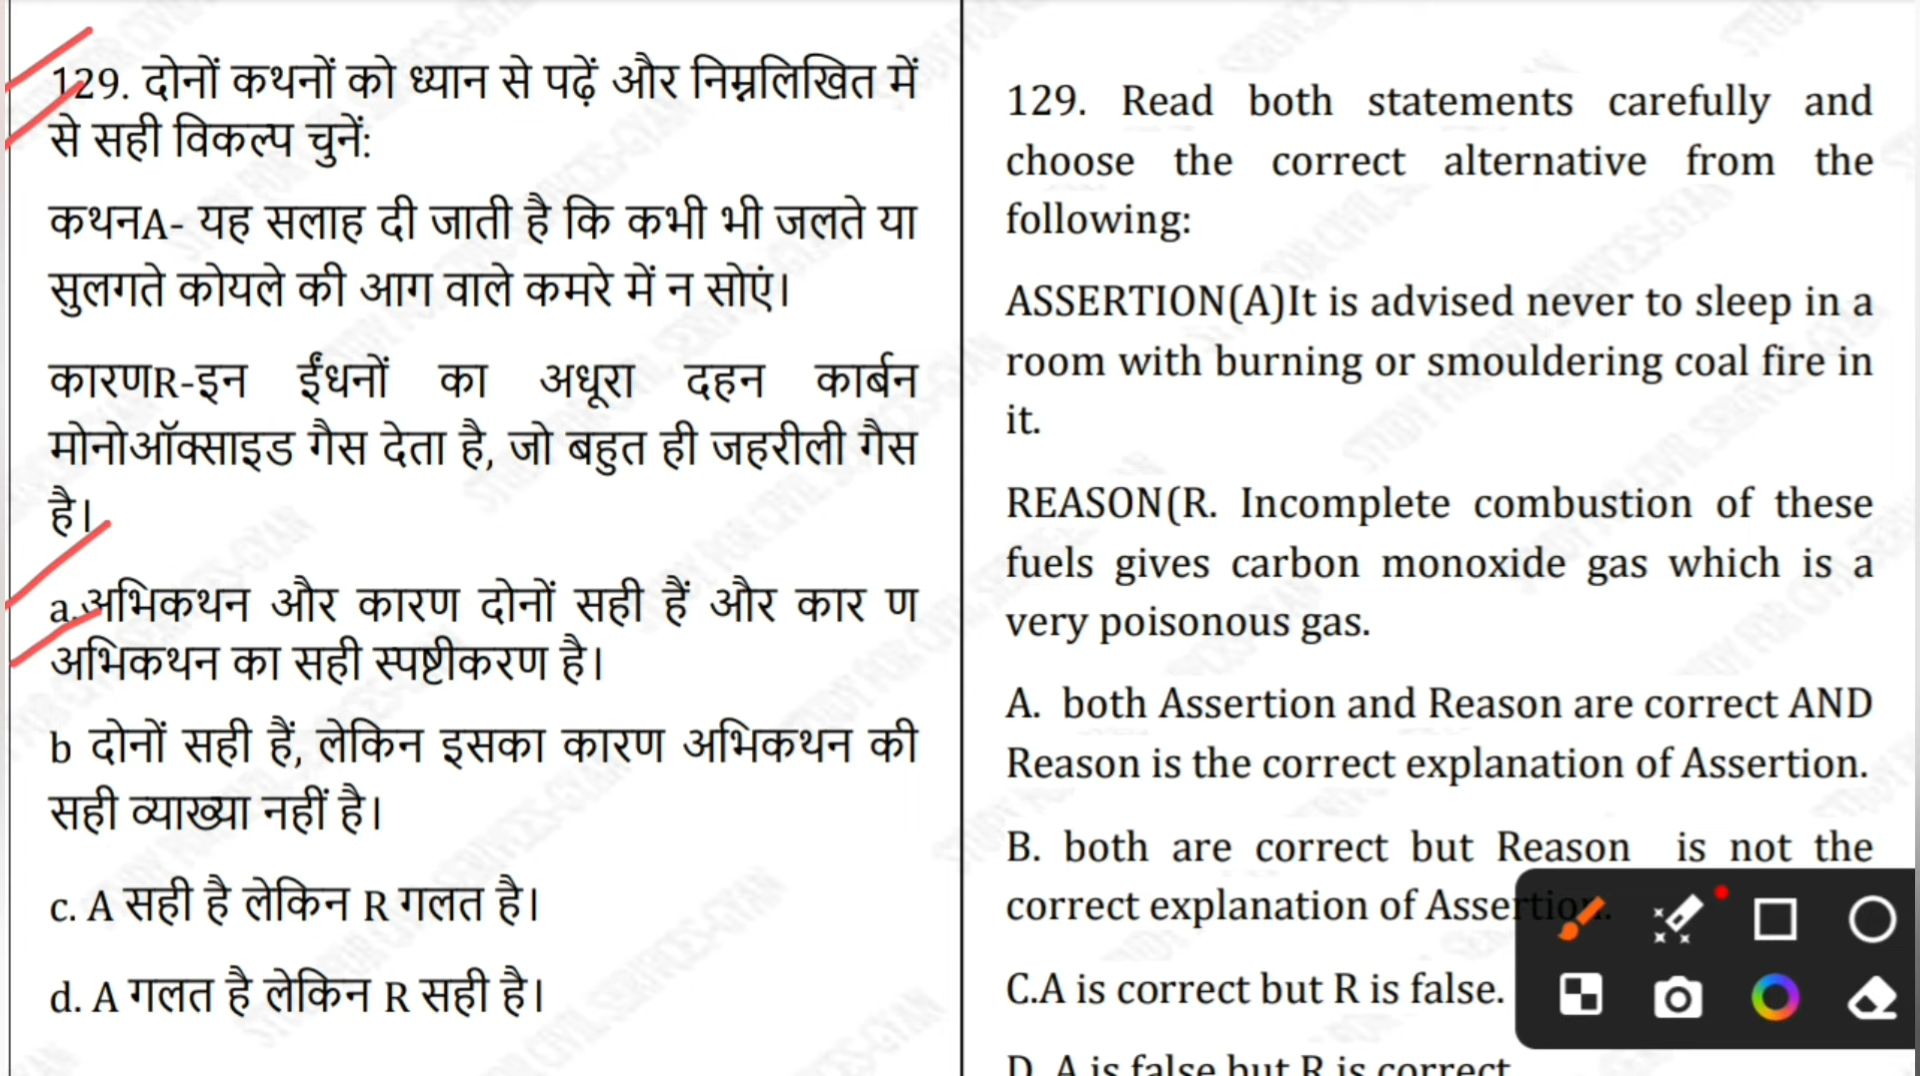 129. दोनों कथनों को ध्यान से पढ़ें और निम्नलिखित में
से सही विकल्प चुनें:
कथनA- यह सलाह दी जाती है कि कभी भी जलते या
सुलगते कोयले की आग वाले कमरे में न सोएं।
कारणR-इन ईंधनों का अधूरा दहन कार्बन
मोनोऑक्साइड गैस देता है, जो बहुत ही जहरीली गैस
है।
a. अभिकथन और कारण दोनों सही हैं और कार ण
अभिकथन का सही स्पष्टीकरण है।
b दोनों सही हैं, लेकिन इसका कारण अभिकथन की
सही व्याख्या नहीं है।
c. A सही है लेकिन R गलत है।
d. A गलत है लेकिन R सही है।
129. Read both statements carefully and
choose the correct alternative from the
following:
ASSERTION(A)It is advised never to sleep in a
room with burning or smouldering coal fire in
it.
REASON(R. Incomplete combustion of these
fuels gives carbon monoxide gas which is a
very poisonous gas.
A. both Assertion and Reason are correct AND
Reason is the correct explanation of Assertion.
B. both are correct but Reason is not the
correct explanation of Assertion.
C.A is correct but R is false.
D. A is false but R is correct